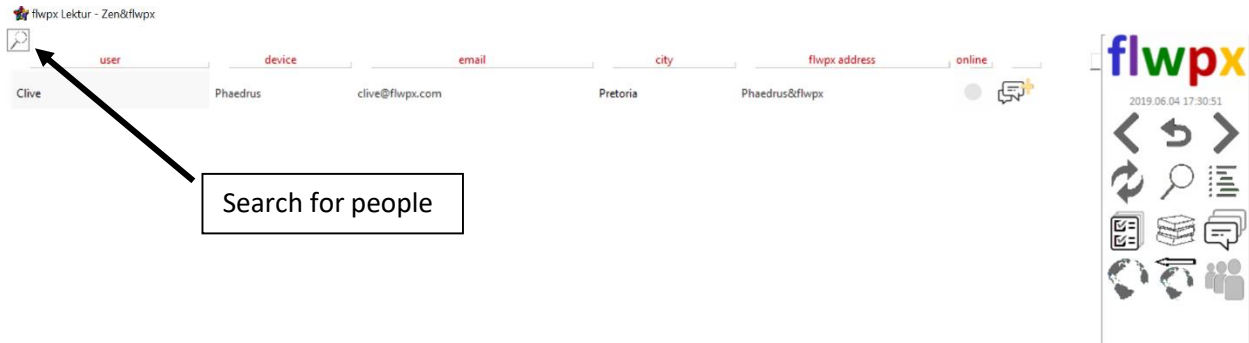 flwpx Lektur - Zen&flwpx
user device email city flwpx address online
Clive Phaedrus clive@flwpx.com Pretoria Phaedrus&flwpx
Search for people
flwpx
2019.06.04 17:30:51